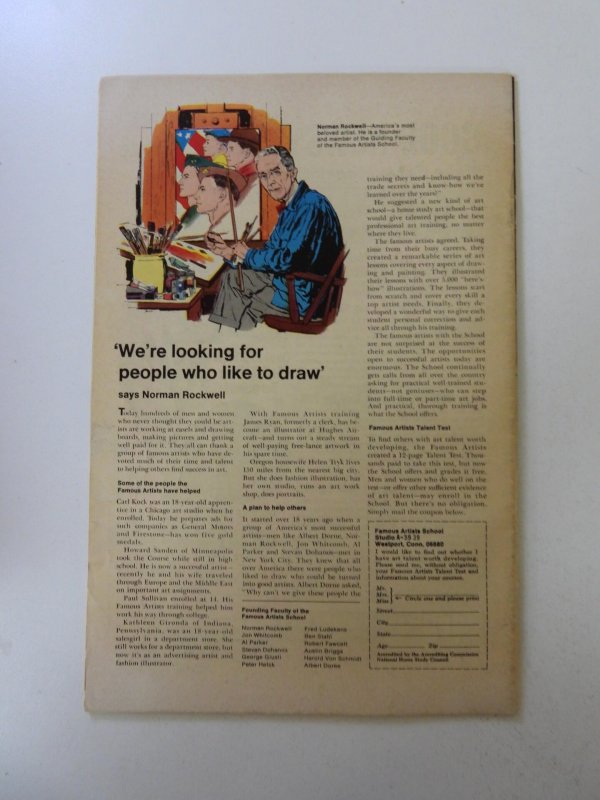 Norman Rockwell—America's most
beloved artist. He is a founder
and member of the Guiding Faculty
of the Famous Artists School.
'We're looking for
people who like to draw'
says Norman Rockwell
Today hundreds of men and women
who never thought they could be art-
ists are working at easels and drawing
boards, making pictures and getting
well paid for it. They all can thank a
group of famous artists who have de-
voted much of their time and talent
to helping others find success in art.
Some of the people the
Famous Artists have helped
Carl Kock was an 18-year-old appren-
tice in a Chicago art studio when he
enrolled. Today he prepares ads for
such companies as General Motors
and Firestone—has won five gold
medals.
Howard Sanden of Minneapolis
took the Course while still in high
school. He is now a successful artist—
recently he and his wife traveled
through Europe and the Middle East
on important art assignments.
Paul Sullivan enrolled at 14. His
Famous Artists training helped him
work his way through college.
Kathleen Gironda of Indiana,
Pennsylvania, was an 18-year-old
salesgirl in a department store. She
still works for a department store, but
now it's as an advertising artist and
fashion illustrator.
With Famous Artists training
James Ryan, formerly a clerk, has be-
come an illustrator at Hughes Air-
craft—and turns out a steady stream
of well-paying free-lance artwork in
his spare time.
Oregon housewife Helen Tryk lives
150 miles from the nearest big city.
But she does fashion illustration, has
her own studio, runs an art work
shop, does portraits.
A plan to help others
It started over 18 years ago when a
group of America's most successful
artists—men like Albert Dorne, Nor-
man Rockwell, Jon Whitcomb, Al
Parker and Stevan Dohanos—met in
New York City. They knew that all
over America there were people who
liked to draw who could be turned
into good artists. Albert Dorne asked,
"Why can't we give these people the
Founding Faculty of the
Famous Artists School
Norman Rockwell
Jon Whitcomb
Al Parker
Stevan Dohanos
George Giusti
Peter Helck
Fred Ludekens
Ben Stahl
Robert Fawcett
Austin Briggs
Harold Von Schmidt
Albert Dorne
training they need—including all the
trade secrets and know-how we've
learned over the years?"
He suggested a new kind of art
school—a home study art school—that
would give talented people the best
professional art training, no matter
where they live.
The famous artists agreed. Taking
time from their busy careers, they
created a remarkable series of art
lessons covering every aspect of draw-
ing and painting. They illustrated
their lessons with over 5,000 "here's-
how" illustrations. The lessons start
from scratch and cover every skill a
top artist needs. Finally, they de-
veloped a wonderful way to give each
student personal correction and ad-
vice all through his training.
The famous artists with the School
are not surprised at the success of
their students. The opportunities
open to successful artists today are
enormous. The School continually
gets calls from all over the country
asking for practical well-trained stu-
dents—not geniuses—who can step
into full-time or part-time art jobs.
And practical, thorough training is
what the School offers.
Famous Artists Talent Test
To find others with art talent worth
developing, the Famous Artists
created a 12-page Talent Test. Thou-
sands paid to take this test, but now
the School offers and grades it free.
Men and women who do well on the
test—or offer other sufficient evidence
of art talent—may enroll in the
School. But there's no obligation.
Simply mail the coupon below.
Famous Artists School
Studio A-39 29
Westport, Conn. 06880
I would like to find out whether I
have art talent worth developing.
Please send me, without obligation,
your Famous Artists Talent Test and
information about your courses.
Mr.
Mrs.
Miss
Circle one and please print
Street
City
State
Age Zip
Accredited by the Accrediting Commission
National Home Study Council